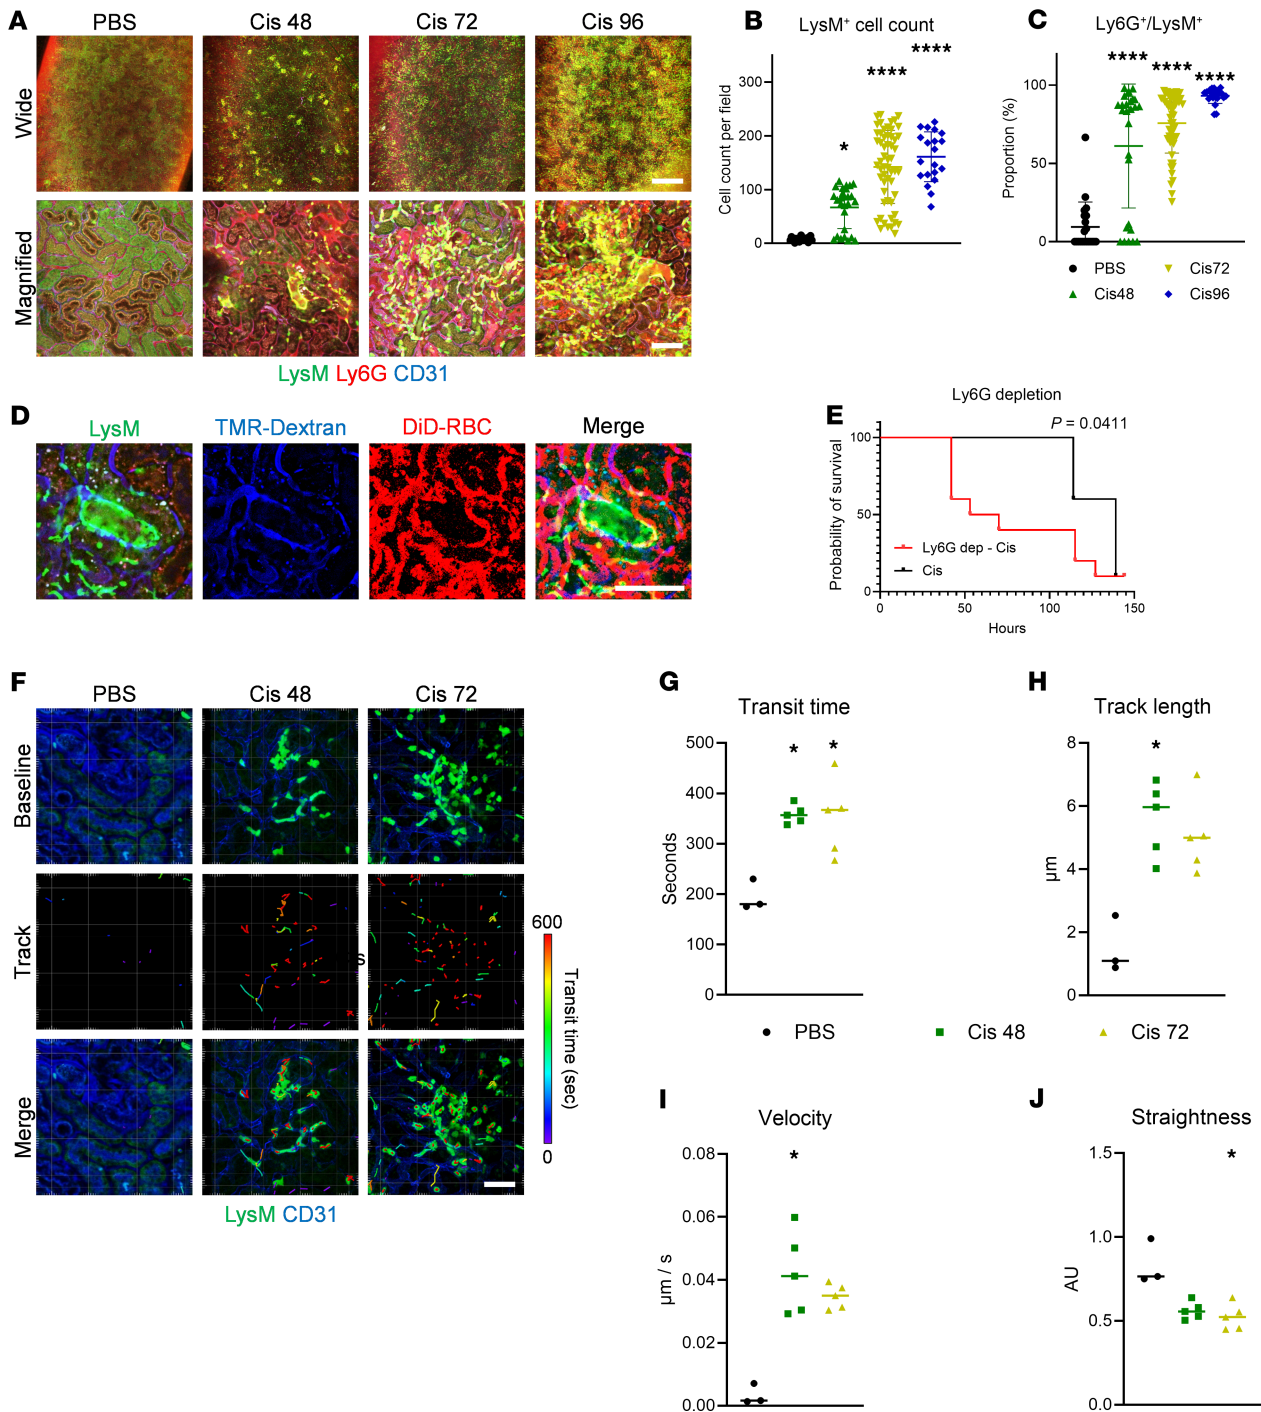 A
PBS
Cis 48
Cis 72
Cis 96
Wide
Magnified
LysM Ly6G CD31
B
LysM⁺ cell count
Cell count per field
300
200
100
0
*
****
****
C
Ly6G⁺/LysM⁺
Proportion (%)
100
50
0
****
****
****
PBS
Cis72
Cis48
Cis96
D
LysM
TMR-Dextran
DiD-RBC
Merge
E
Ly6G depletion
P = 0.0411
Probability of survival
100
50
0
Ly6G dep - Cis
Cis
0
50
100
150
Hours
F
PBS
Cis 48
Cis 72
Baseline
Track
s
Merge
600
Transit time (sec)
0
LysM CD31
G
Transit time
Seconds
500
400
300
200
100
0
*
*
H
Track length
µm
8
6
4
2
0
*
PBS
Cis 48
Cis 72
I
Velocity
µm / s
0.08
0.06
0.04
0.02
0.00
*
J
Straightness
AU
1.5
1.0
0.5
0.0
*